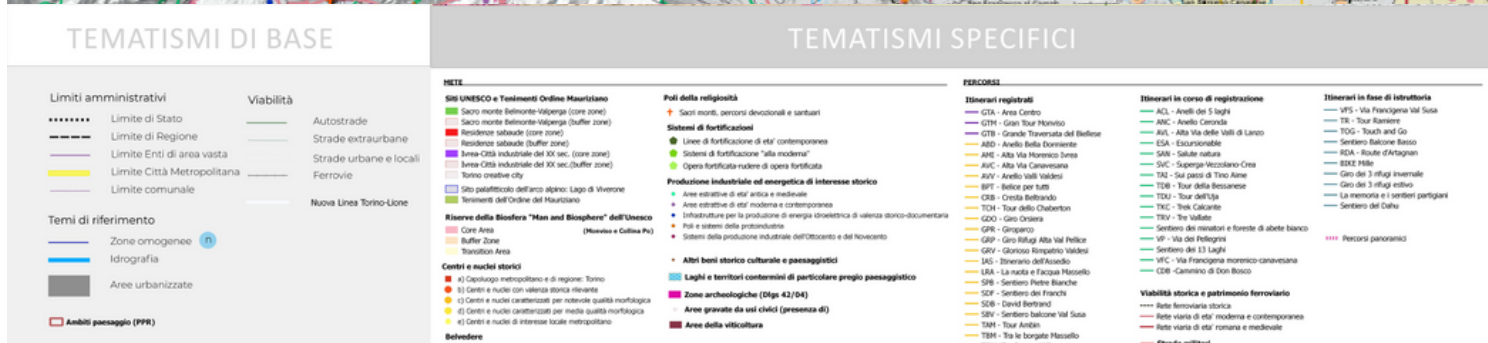 TEMATISMI DI BASE
TEMATISMI SPECIFICI
Limiti amministrativi
Limite di Stato
Limite di Regione
Limite Enti di area vasta
Limite Città Metropolitana
Limite comunale
Viabilità
Autostrade
Strade extraurbane
Strade urbane e locali
Ferrovie
Nuova Linea Torino-Lione
Temi di riferimento
Zone omogenee n
Idrografia
Aree urbanizzate
Ambiti paesaggio (PPR)
METE
Siti UNESCO e Tenimenti Ordine Mauriziano
Sacro monte Belmonte-Valperga (core zone)
Sacro monte Belmonte-Valperga (buffer zone)
Residenze sabaude (core zone)
Residenze sabaude (buffer zone)
Ivrea-Città industriale del XX sec. (core zone)
Ivrea-Città industriale del XX sec.(buffer zone)
Torino creative city
Sito palafitticolo dell'arco alpino: Lago di Viverone
Tenimenti dell'Ordine del Mauriziano
Riserve della Biosfera "Man and Biosphere" dell'Unesco
Core Area (Monviso e Collina Po)
Buffer Zone
Transition Area
Centri e nuclei storici
a) Capoluogo metropolitano e di regione: Torino
b) Centri e nuclei con valenza storica rilevante
c) Centri e nuclei caratterizzati per notevole qualità morfologica
d) Centri e nuclei caratterizzati per media qualità morfologica
e) Centri e nuclei di interesse locale metropolitano
Belvedere
Poli della religiosità
Sacri monti, percorsi devozionali e santuari
Sistemi di fortificazioni
Linee di fortificazione di eta' contemporanea
Sistemi di fortificazione "alla moderna"
Opera fortificata-rudere di opera fortificata
Produzione industriale ed energetica di interesse storico
Aree estrattive di eta' antica e medievale
Aree estrattive di eta' moderna e contemporanea
Infrastrutture per la produzione di energia idroelettrica di valenza storico-documentaria
Poli e sistemi della protoindustria
Sistemi della produzione industriale dell'Ottocento e del Novecento
Altri beni storico culturale e paesaggistici
Laghi e territori contermini di particolare pregio paesaggistico
Zone archeologiche (Dlgs 42/04)
Aree gravate da usi civici (presenza di)
Aree della viticoltura
PERCORSI
Itinerari registrati
GTA - Area Centro
GTM - Gran Tour Monviso
GTB - Grande Traversata del Biellese
ABD - Anello Bella Dormiente
AMI - Alta Via Morenico Ivrea
AVC - Alta Via Canavesana
AVV - Anello Valli Valdesi
BPT - Belice per tutti
CRB - Cresta Beltrando
TCH - Tour dello Chaberton
GDO - Giro Orsiera
GPR - Giroparco
GRP - Giro Rifugi Alta Val Pellice
GRV - Glorioso Rimpatrio Valdesi
IAS - Itinerario dell'Assedio
LRA - La ruota e l'acqua Massello
SPB - Sentiero Pietre Bianche
SDF - Sentiero dei Franchi
SDB - David Bertrand
SBV - Sentiero balcone Val Susa
TAM - Tour Ambin
TBM - Tra le borgate Massello
Itinerari in corso di registrazione
ACL - Anelli dei 5 laghi
ANC - Anello Ceronda
AVL - Alta Via delle Valli di Lanzo
ESA - Escursionable
SAN - Salute natura
SVC - Superga-Vezzolano-Crea
TAI - Sui passi di Tino Aime
TDB - Tour della Bessanese
TDU - Tour dell'Uja
TKC - Trek Calcante
TRV - Tre Vallate
Sentiero dei minatori e foreste di abete bianco
VP - Via dei Pellegrini
Sentiero dei 13 Laghi
VFC - Via Francigena morenico-canavesana
CDB -Cammino di Don Bosco
Viabilità storica e patrimonio ferroviario
Rete ferroviaria storica
Rete viaria di eta' moderna e contemporanea
Rete viaria di eta' romana e medievale
Strade militari
Itinerari in fase di istruttoria
VFS - Via Francigena Val Susa
TR - Tour Ramiere
TOG - Touch and Go
Sentiero Balcone Basso
RDA - Route d'Artagnan
BIKE Mille
Giro dei 3 rifugi invernale
Giro dei 3 rifugi estivo
La memoria e i sentieri partigiani
Sentiero del Dahu
Percorsi panoramici